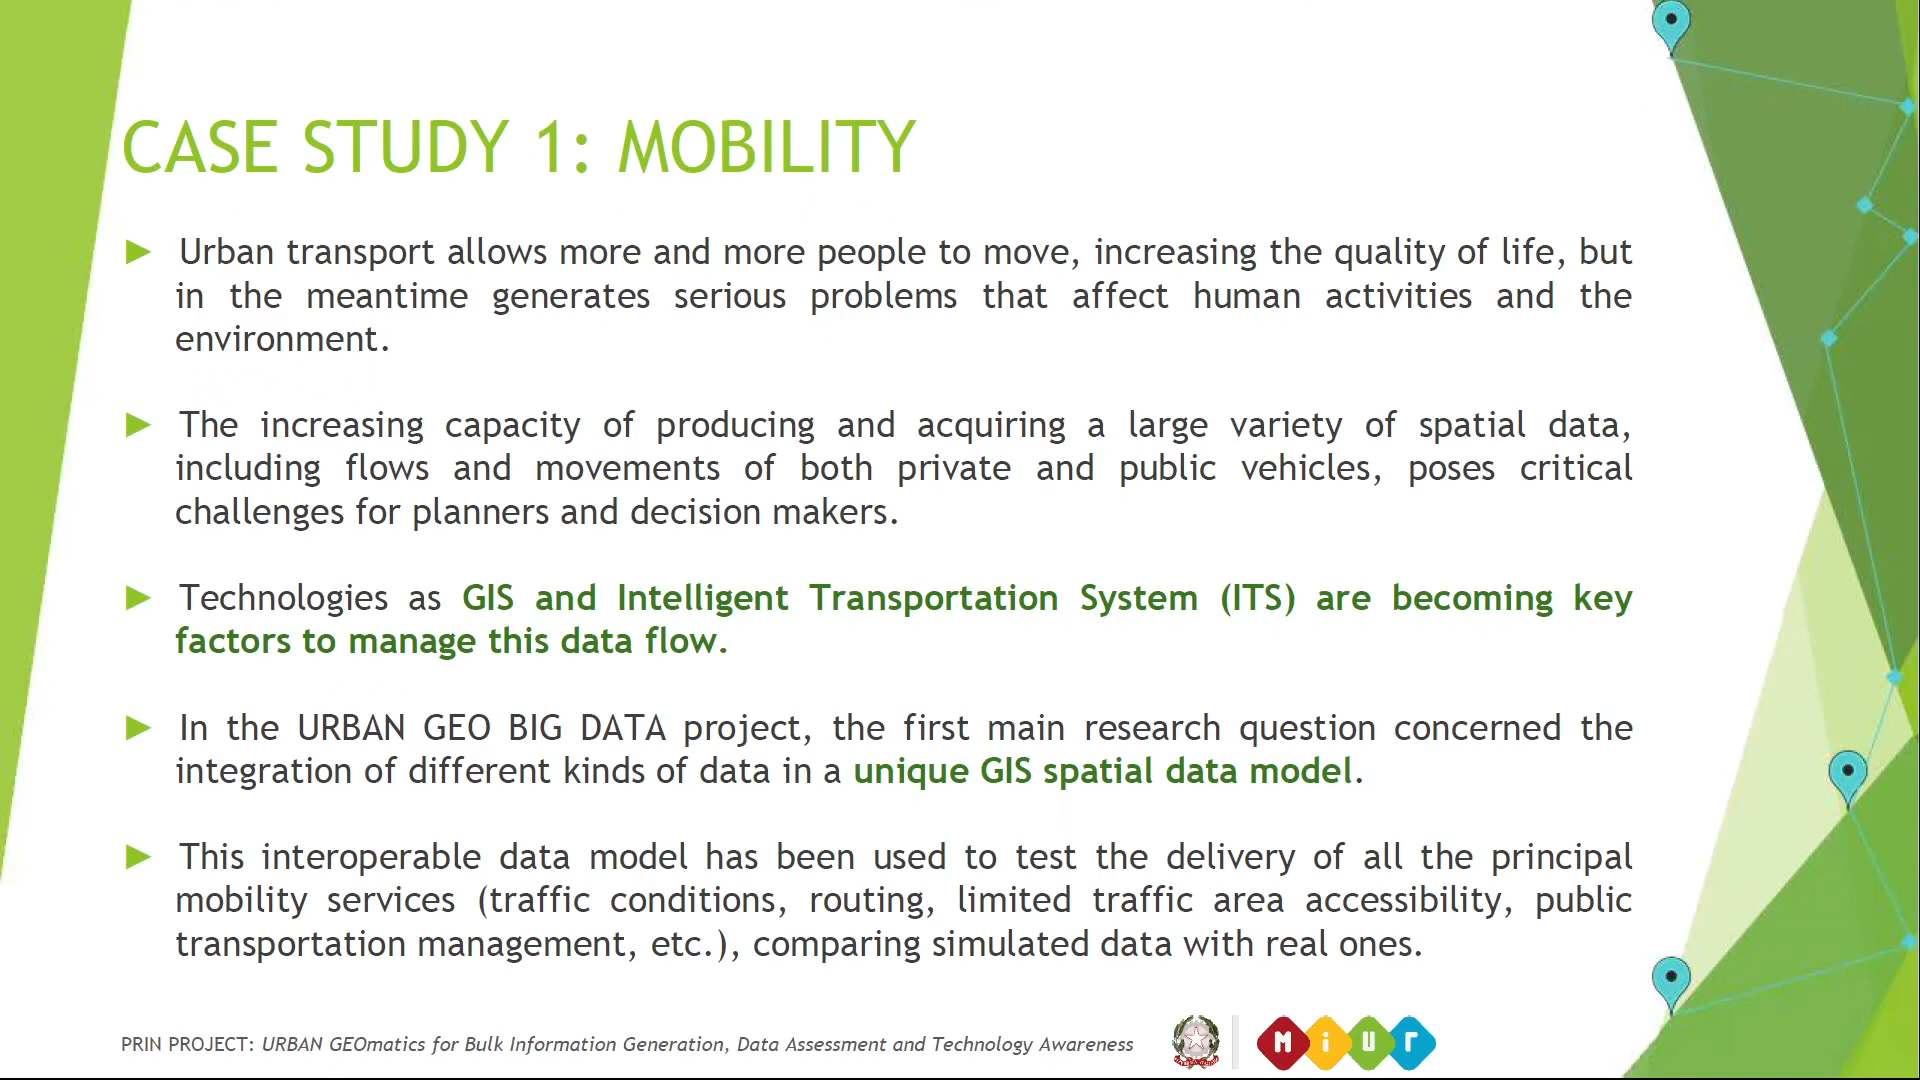 CASE STUDY 1: MOBILITY
► Urban transport allows more and more people to move, increasing the quality of life, but
in the meantime generates serious problems that affect human activities and the
environment.
► The increasing capacity of producing and acquiring a large variety of spatial data,
including flows and movements of both private and public vehicles, poses critical
challenges for planners and decision makers.
► Technologies as GIS and Intelligent Transportation System (ITS) are becoming key
factors to manage this data flow.
► In the URBAN GEO BIG DATA project, the first main research question concerned the
integration of different kinds of data in a unique GIS spatial data model.
► This interoperable data model has been used to test the delivery of all the principal
mobility services (traffic conditions, routing, limited traffic area accessibility, public
transportation management, etc.), comparing simulated data with real ones.
PRIN PROJECT: URBAN GEOmatics for Bulk Information Generation, Data Assessment and Technology Awareness
Miur